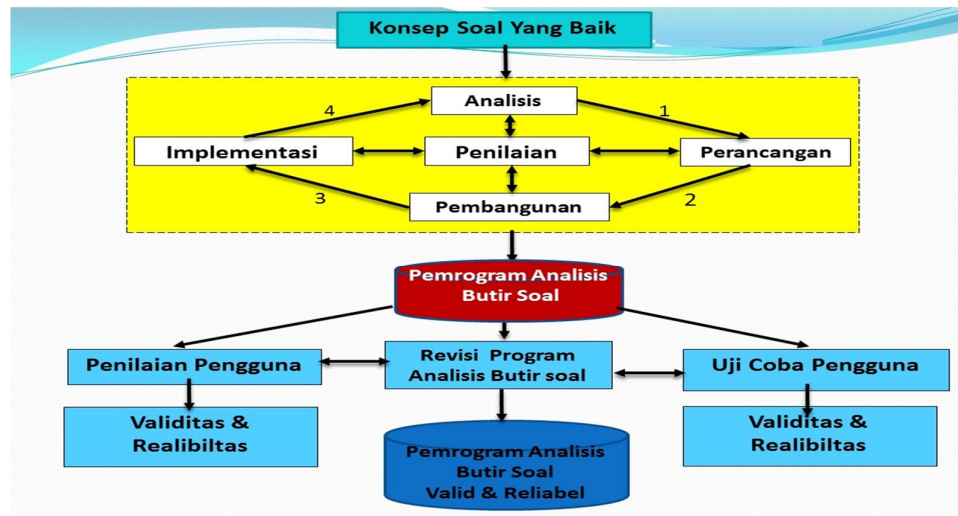 Konsep Soal Yang Baik
4
Analisis
1
Implementasi
Penilaian
Perancangan
3
Pembangunan
2
Pemrogram Analisis
Butir Soal
Penilaian Pengguna
Revisi Program
Analisis Butir soal
Uji Coba Pengguna
Validitas &
Realibiltas
Pemrogram Analisis
Butir Soal
Valid & Reliabel
Validitas &
Realibiltas